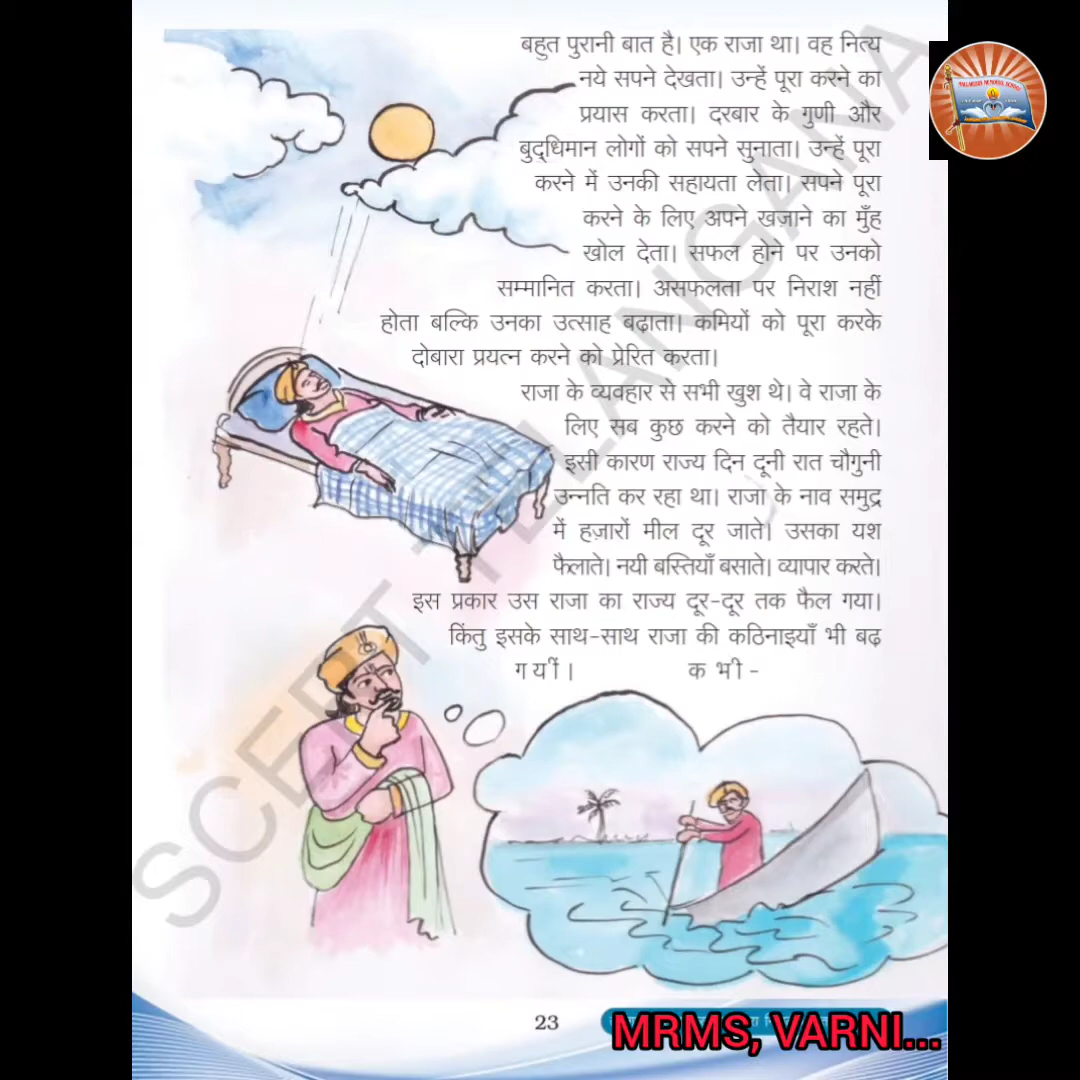 बहुत पुरानी बात है। एक राजा था। वह नित्य
नये सपने देखता। उन्हें पूरा करने का
प्रयास करता। दरबार के गुणी और
बुद्धिमान लोगों को सपने सुनाता। उन्हें पूरा
करने में उनकी सहायता लेता। सपने पूरा
करने के लिए अपने खज़ाने का मुँह
खोल देता। सफल होने पर उनको
सम्मानित करता। असफलता पर निराश नहीं
होता बल्कि उनका उत्साह बढ़ाता। कमियों को पूरा करके
दोबारा प्रयत्न करने को प्रेरित करता।
राजा के व्यवहार से सभी खुश थे। वे राजा के
लिए सब कुछ करने को तैयार रहते।
इसी कारण राज्य दिन दूनी रात चौगुनी
उन्नति कर रहा था। राजा के नाव समुद्र
में हज़ारों मील दूर जाते। उसका यश
फैलाते। नयी बस्तियाँ बसाते। व्यापार करते।
इस प्रकार उस राजा का राज्य दूर-दूर तक फैल गया।
किंतु इसके साथ-साथ राजा की कठिनाइयाँ भी बढ़
गयीं। कभी-
SCERT TELANGANA
23
MRMS, VARNI...